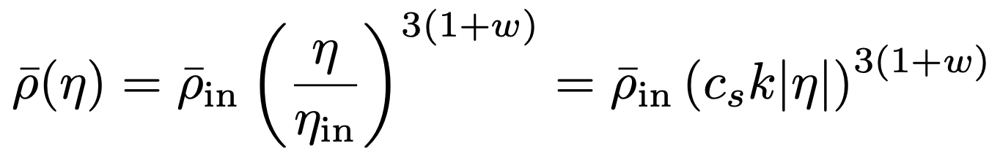 ρ̄(η) = ρ̄_in (η/η_in)^{3(1+w)} = ρ̄_in (c_s k|η|)^{3(1+w)}